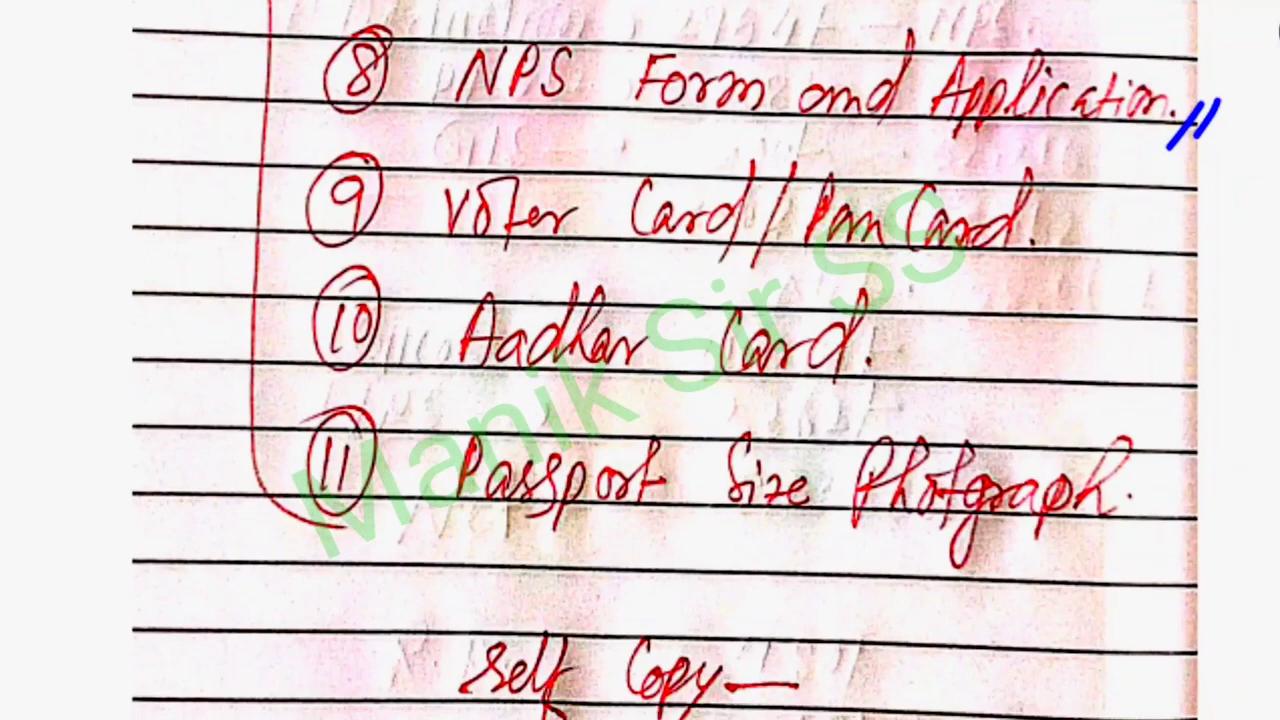 ⑧ NPS Form and Application.
⑨ Voter Card / Pan Card.
⑩ Aadhar Card.
⑪ Passport Size Photgraph.
Self Copy —
Manik Sir SS